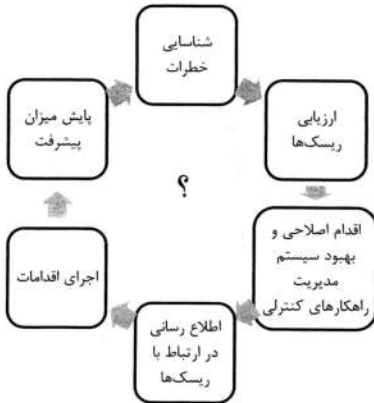 شناسایی
خطرات
ارزیابی
ریسک‌ها
اقدام اصلاحی و
بهبود سیستم
مدیریت
راهکارهای کنترلی
اطلاع رسانی
در ارتباط با
ریسک‌ها
اجرای اقدامات
پایش میزان
پیشرفت
؟